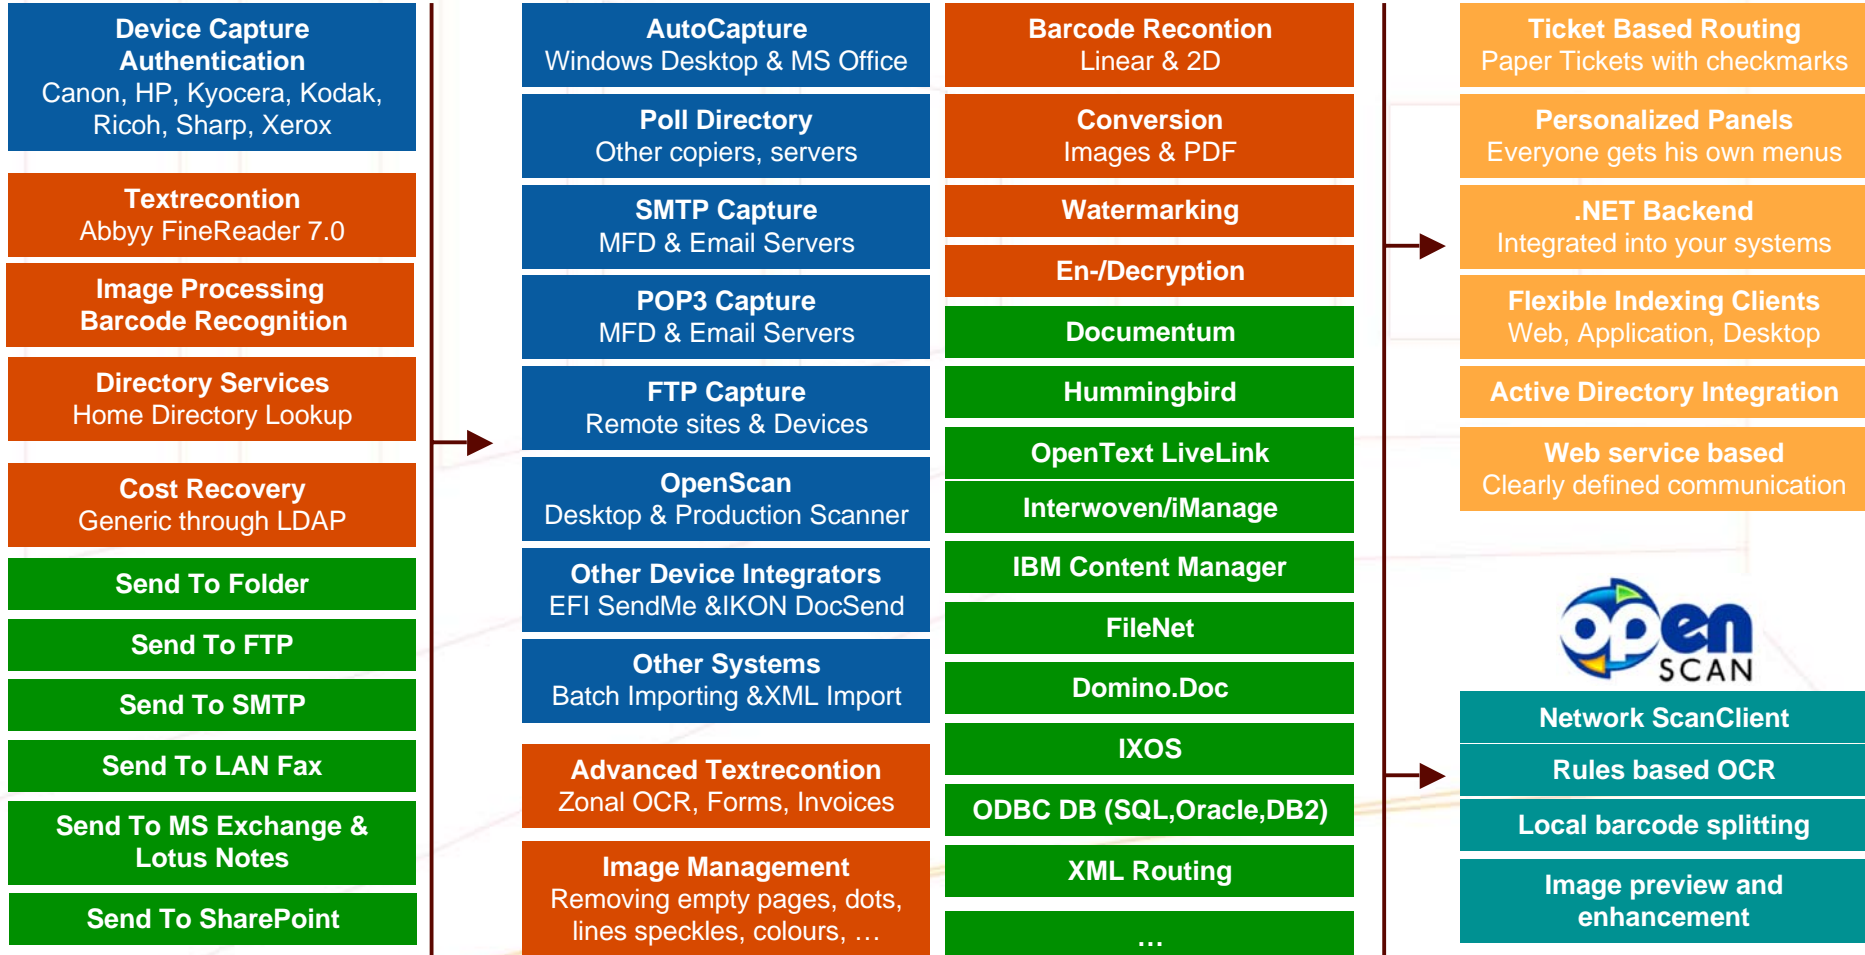 Device Capture
Authentication
Canon, HP, Kyocera, Kodak,
Ricoh, Sharp, Xerox
Textrecontion
Abbyy FineReader 7.0
Image Processing
Barcode Recognition
Directory Services
Home Directory Lookup
Cost Recovery
Generic through LDAP
Send To Folder
Send To FTP
Send To SMTP
Send To LAN Fax
Send To MS Exchange &
Lotus Notes
Send To SharePoint
AutoCapture
Windows Desktop & MS Office
Poll Directory
Other copiers, servers
SMTP Capture
MFD & Email Servers
POP3 Capture
MFD & Email Servers
FTP Capture
Remote sites & Devices
OpenScan
Desktop & Production Scanner
Other Device Integrators
EFI SendMe &IKON DocSend
Other Systems
Batch Importing &XML Import
Advanced Textrecontion
Zonal OCR, Forms, Invoices
Image Management
Removing empty pages, dots,
lines speckles, colours, …
Barcode Recontion
Linear & 2D
Conversion
Images & PDF
Watermarking
En-/Decryption
Documentum
Hummingbird
OpenText LiveLink
Interwoven/iManage
IBM Content Manager
FileNet
Domino.Doc
IXOS
ODBC DB (SQL,Oracle,DB2)
XML Routing
…
Ticket Based Routing
Paper Tickets with checkmarks
Personalized Panels
Everyone gets his own menus
.NET Backend
Integrated into your systems
Flexible Indexing Clients
Web, Application, Desktop
Active Directory Integration
Web service based
Clearly defined communication
open
SCAN
Network ScanClient
Rules based OCR
Local barcode splitting
Image preview and
enhancement